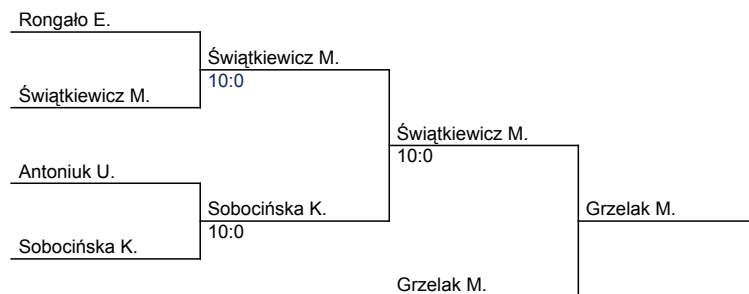 Rongało E.
Świątkiewicz M.
10:0
Świątkiewicz M.
Świątkiewicz M.
10:0
Antoniuk U.
Sobocińska K.
10:0
Grzelak M.
Sobocińska K.
Grzelak M.